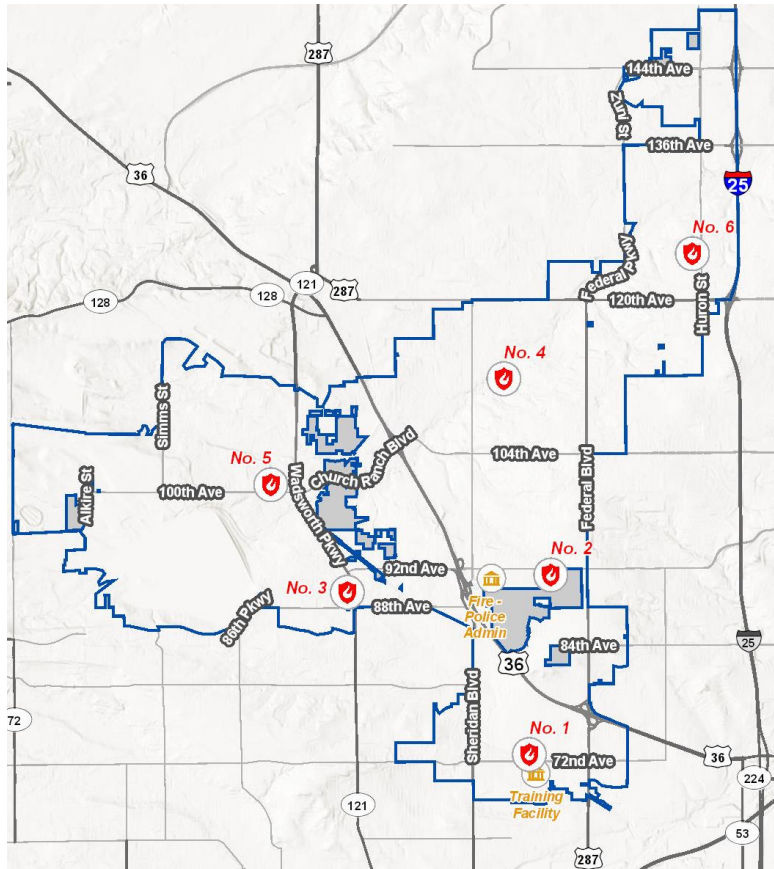 287
144th Ave
Zuni St
136th Ave
36
25
No. 6
Federal Pkwy
121
287
128
128
120th Ave
Huron St
No. 4
Simms St
Church Ranch Blvd
104th Ave
No. 5
Alkire St
100th Ave
Wadsworth Pkwy
Federal Blvd
No. 2
92nd Ave
No. 3
Fire -
Police
Admin
88th Ave
86th Pkwy
84th Ave
25
36
Sheridan Blvd
72
No. 1
72nd Ave
36
224
Training
Facility
121
53
287